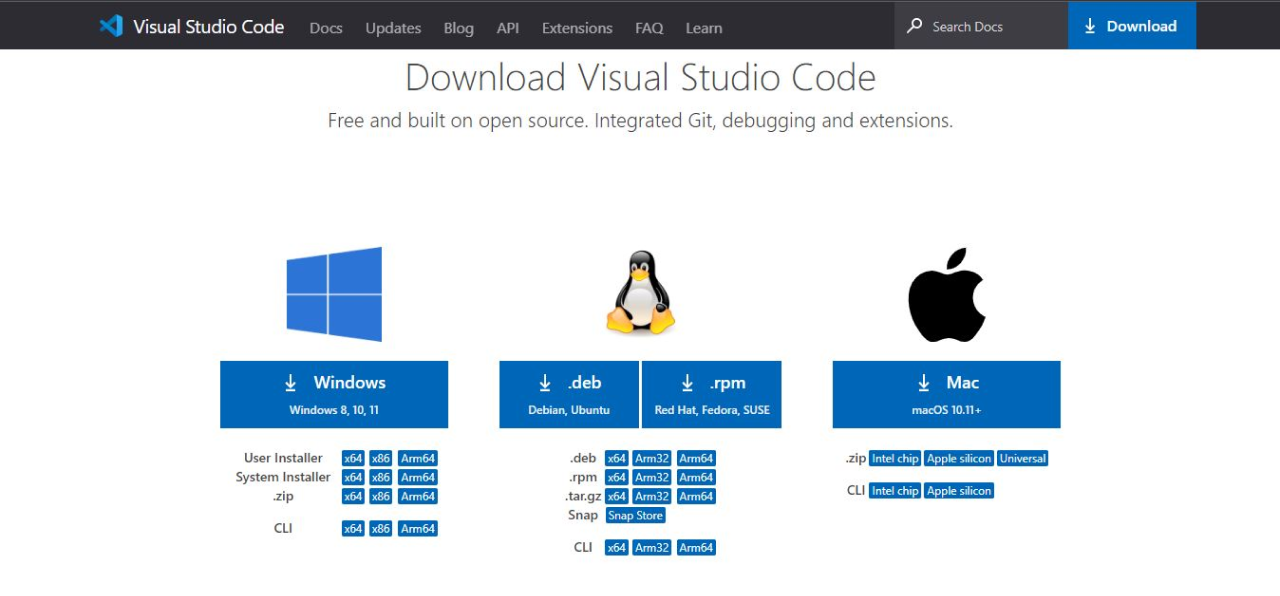 Visual Studio Code Docs Updates Blog API Extensions FAQ Learn Search Docs Download
Download Visual Studio Code
Free and built on open source. Integrated Git, debugging and extensions.
Windows
Windows 8, 10, 11
User Installer x64 x86 Arm64
System Installer x64 x86 Arm64
.zip x64 x86 Arm64
CLI x64 x86 Arm64
.deb
Debian, Ubuntu
.rpm
Red Hat, Fedora, SUSE
.deb x64 Arm32 Arm64
.rpm x64 Arm32 Arm64
.tar.gz x64 Arm32 Arm64
Snap Snap Store
CLI x64 Arm32 Arm64
Mac
macOS 10.11+
.zip Intel chip Apple silicon Universal
CLI Intel chip Apple silicon